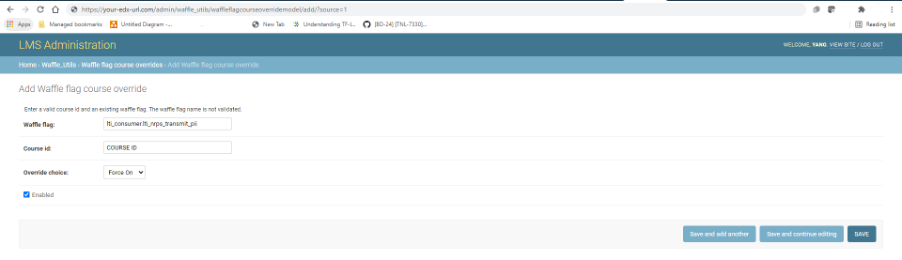 https://your-edx-url.com/admin/waffle_utils/waffleflagcourseoverridemodel/add/?source=1
Apps Managed bookmarks Untitled Diagram -... New Tab Understanding TF-I... [BD-24] [TNL-7330]... Reading list
LMS Administration WELCOME, YANG. VIEW SITE / LOG OUT
Home › Waffle_Utils › Waffle flag course overrides › Add Waffle flag course override
Add Waffle flag course override
Enter a valid course id and an existing waffle flag. The waffle flag name is not validated.
Waffle flag: lti_consumer.lti_nrps_transmit_pii
Course id: COURSE ID
Override choice: Force On
Enabled
Save and add another Save and continue editing SAVE